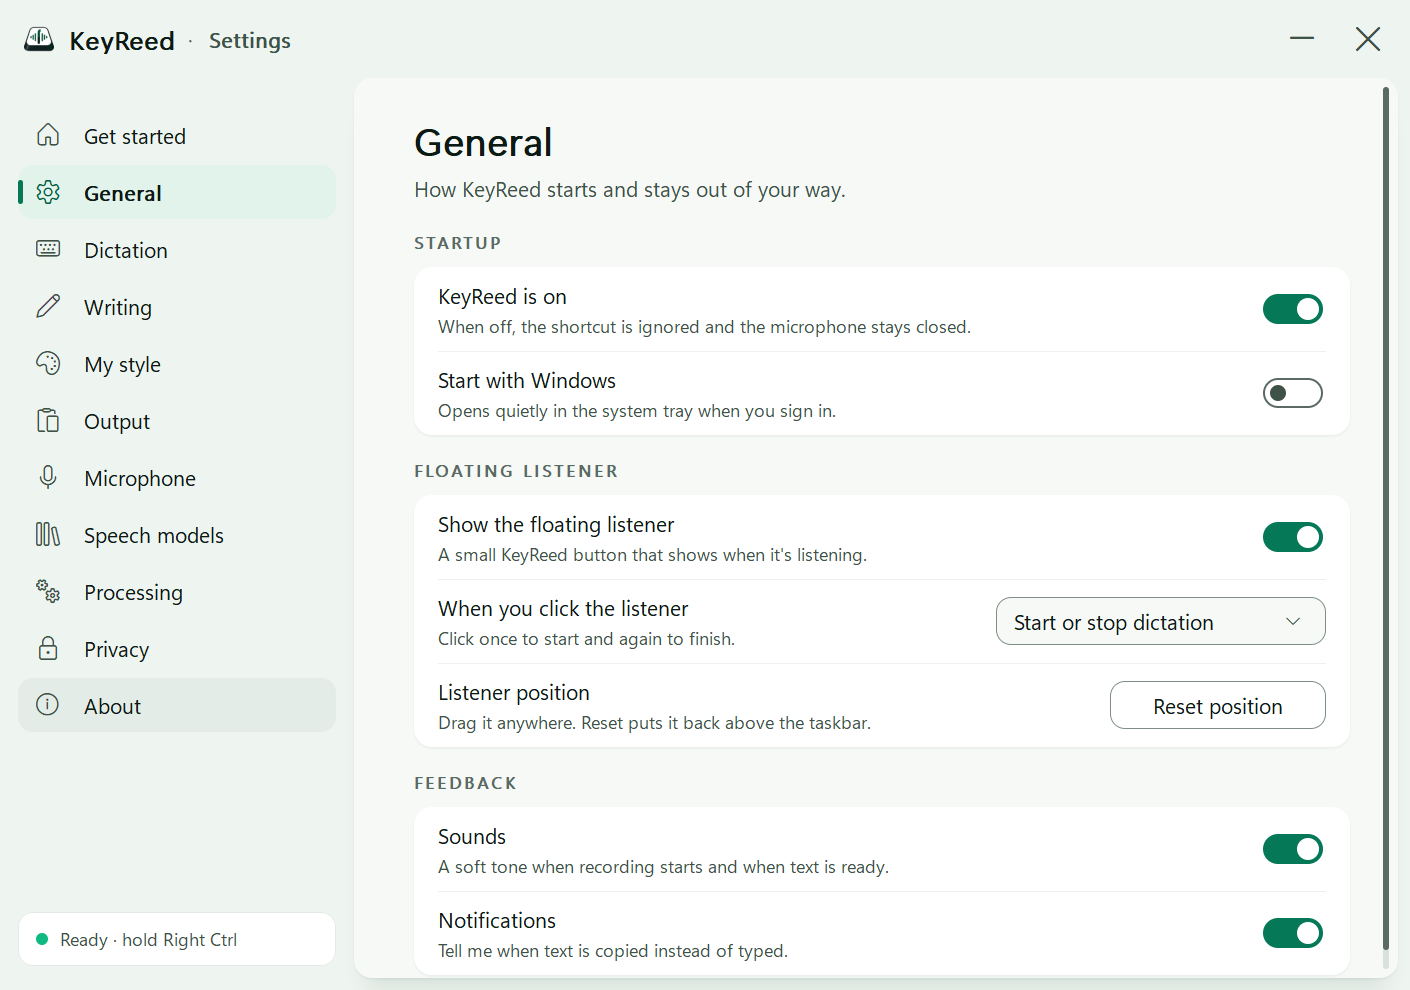 KeyReed · Settings
Get started
General
Dictation
Writing
My style
Output
Microphone
Speech models
Processing
Privacy
About
Ready · hold Right Ctrl
General
How KeyReed starts and stays out of your way.
STARTUP
KeyReed is on
When off, the shortcut is ignored and the microphone stays closed.
Start with Windows
Opens quietly in the system tray when you sign in.
FLOATING LISTENER
Show the floating listener
A small KeyReed button that shows when it's listening.
When you click the listener
Click once to start and again to finish.
Start or stop dictation
Listener position
Drag it anywhere. Reset puts it back above the taskbar.
Reset position
FEEDBACK
Sounds
A soft tone when recording starts and when text is ready.
Notifications
Tell me when text is copied instead of typed.